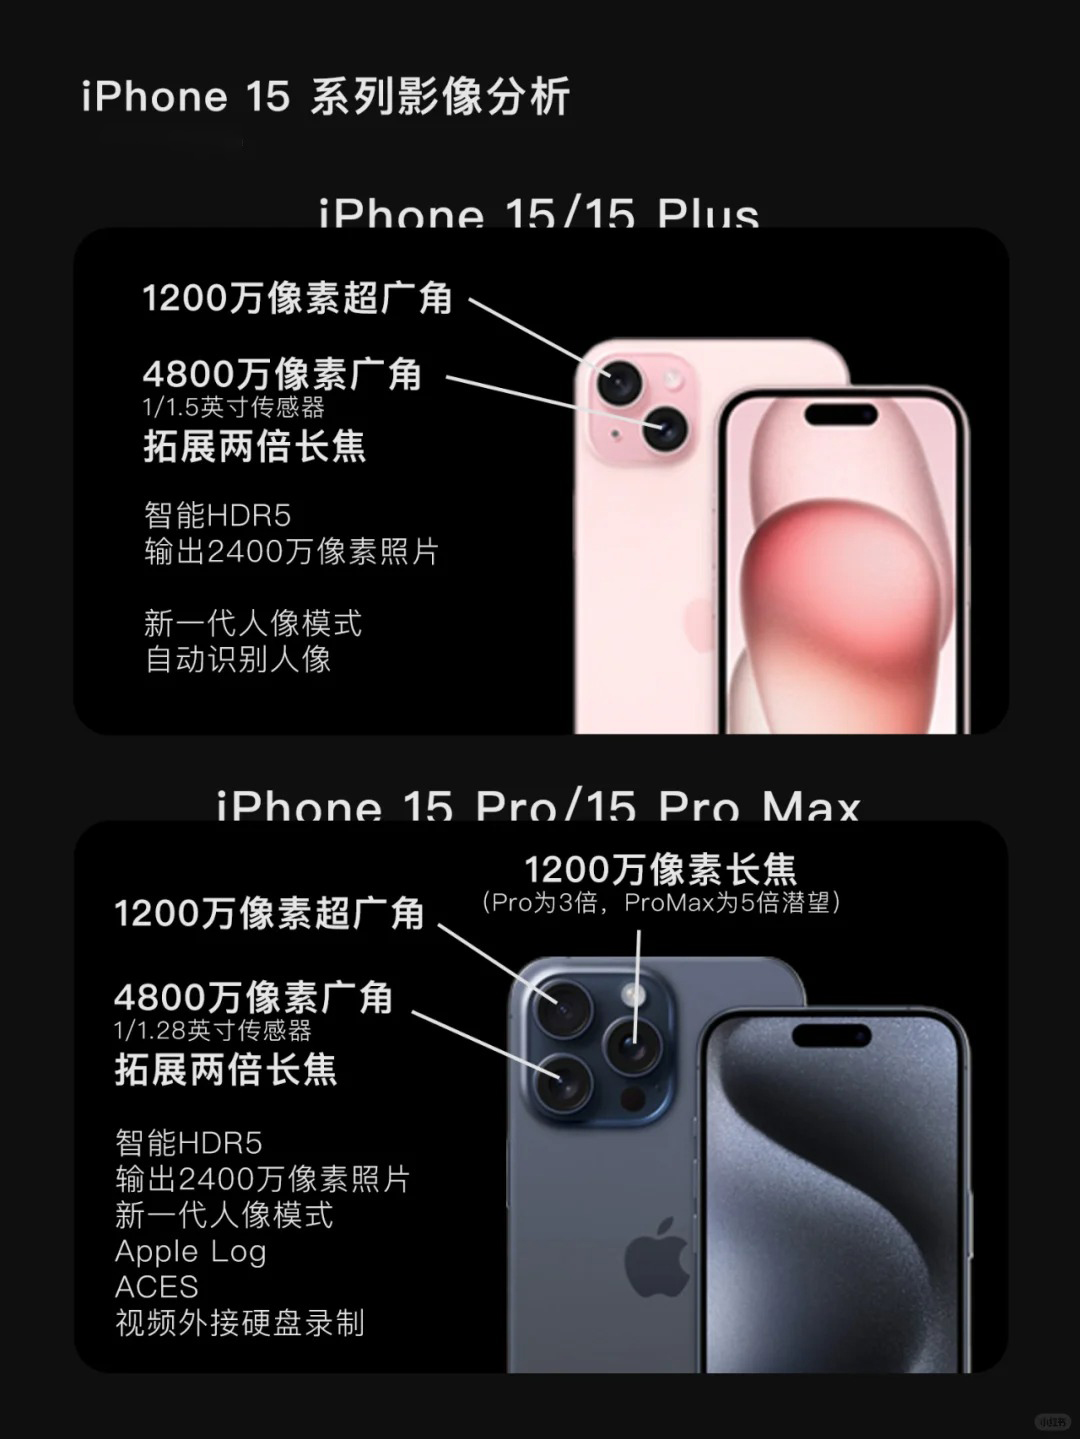 iPhone 15 系列影像分析
iPhone 15/15 Plus
1200万像素超广角
4800万像素广角
1/1.5英寸传感器
拓展两倍长焦
智能HDR5
输出2400万像素照片
新一代人像模式
自动识别人像
iPhone 15 Pro/15 Pro Max
1200万像素长焦
（Pro为3倍，ProMax为5倍潜望）
1200万像素超广角
4800万像素广角
1/1.28英寸传感器
拓展两倍长焦
智能HDR5
输出2400万像素照片
新一代人像模式
Apple Log
ACES
视频外接硬盘录制
小红书